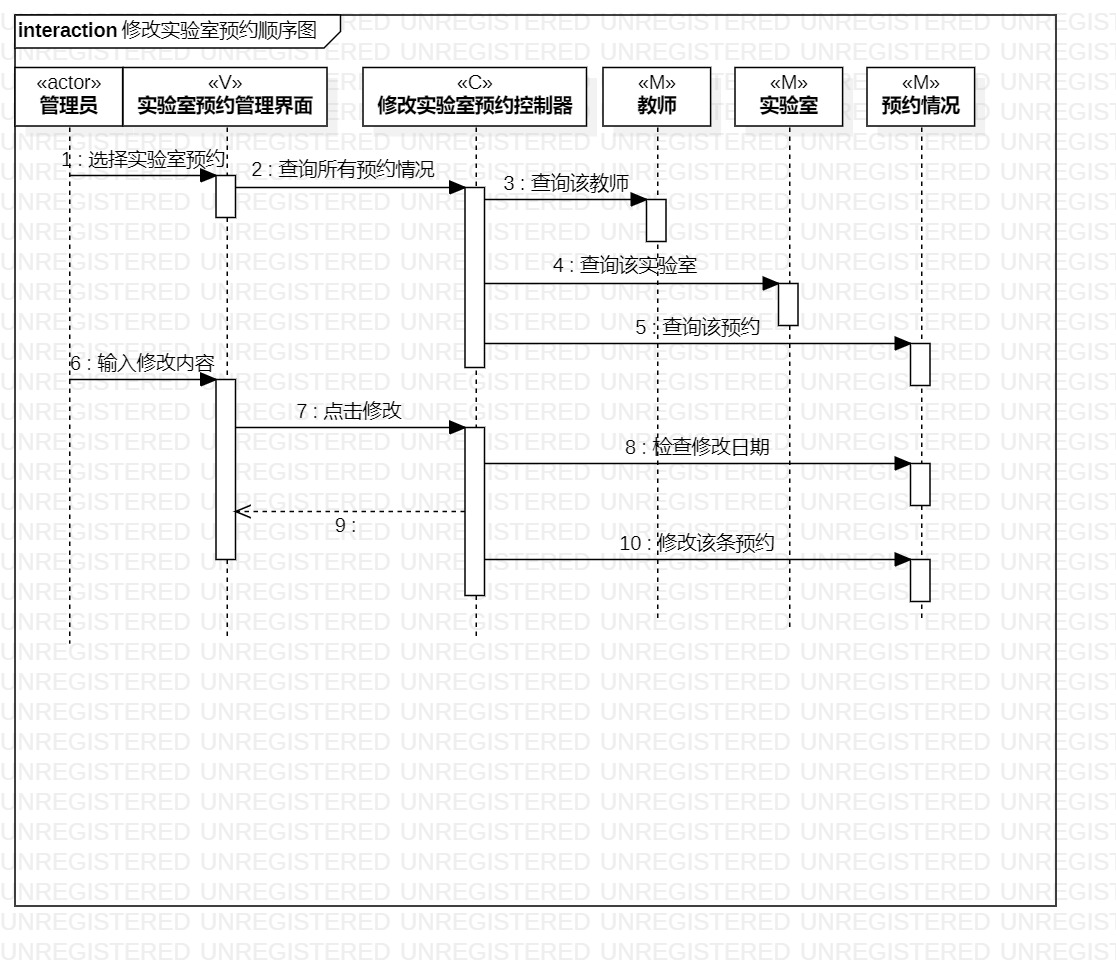 interaction 修改实验室预约顺序图
«actor»
管理员
«V»
实验室预约管理界面
«C»
修改实验室预约控制器
«M»
教师
«M»
实验室
«M»
预约情况
1 : 选择实验室预约
2 : 查询所有预约情况
3 : 查询该教师
4 : 查询该实验室
5 : 查询该预约
6 : 输入修改内容
7 : 点击修改
8 : 检查修改日期
9 :
10 : 修改该条预约
UNREGISTERED UNREGISTERED UNREGISTERED UNREGISTERED UNREGISTERED UNREGIST